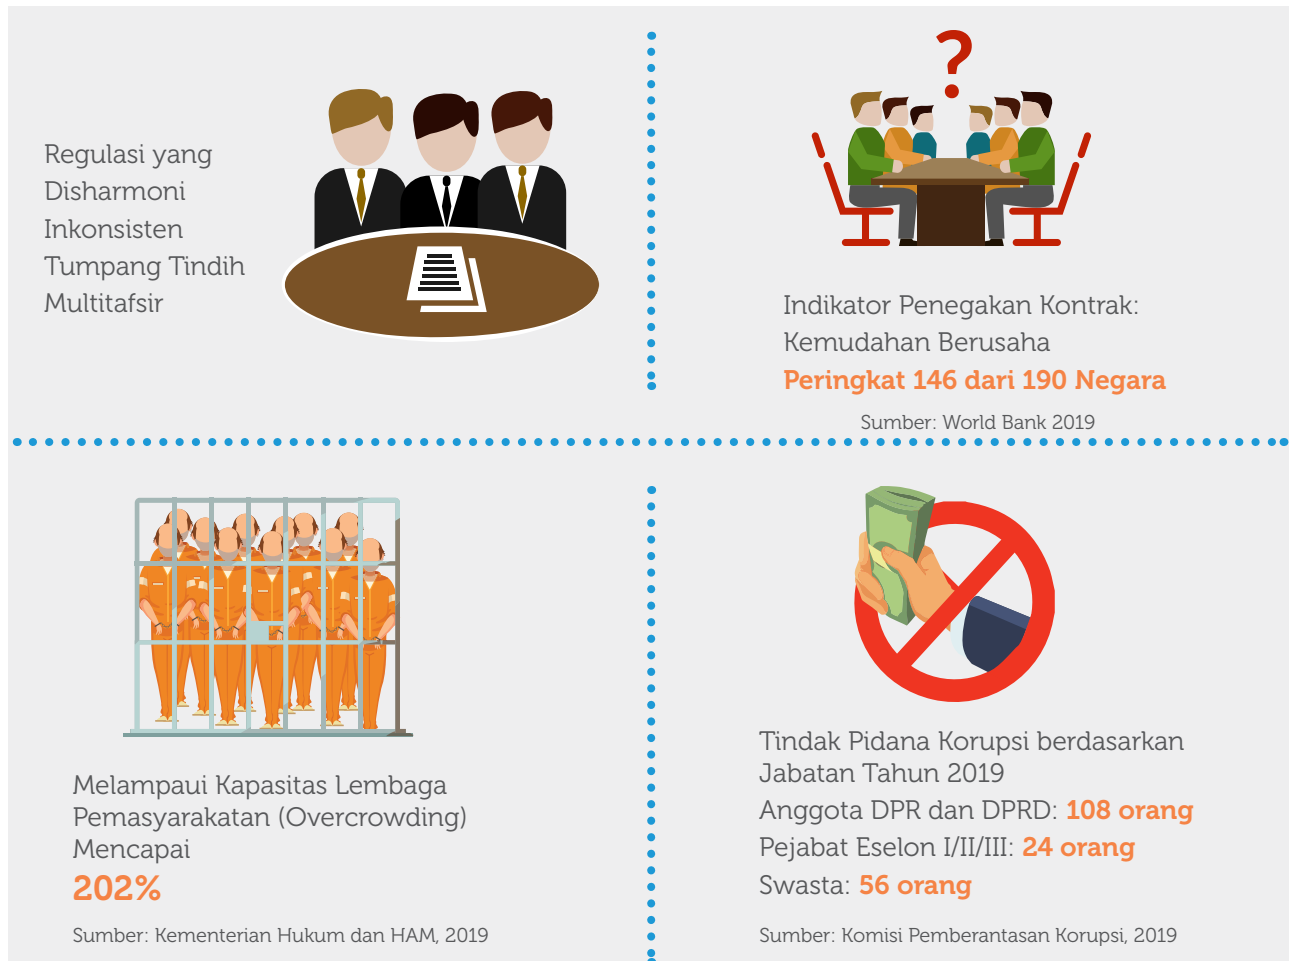 Regulasi yang
Disharmoni
Inkonsisten
Tumpang Tindih
Multitafsir
?
Indikator Penegakan Kontrak:
Kemudahan Berusaha
Peringkat 146 dari 190 Negara
Sumber: World Bank 2019
Melampaui Kapasitas Lembaga
Pemasyarakatan (Overcrowding)
Mencapai
202%
Sumber: Kementerian Hukum dan HAM, 2019
Tindak Pidana Korupsi berdasarkan
Jabatan Tahun 2019
Anggota DPR dan DPRD: 108 orang
Pejabat Eselon I/II/III: 24 orang
Swasta: 56 orang
Sumber: Komisi Pemberantasan Korupsi, 2019